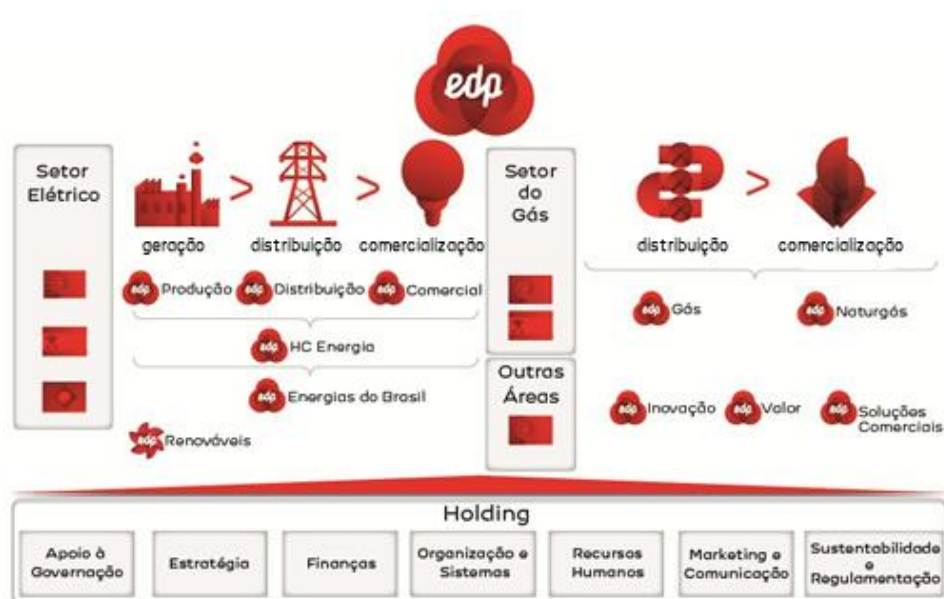 edp
Setor
Elétrico
geração
distribuição
comercialização
Setor
do
Gás
distribuição
comercialização
edp Produção
edp Distribuição
edp Comercial
edp HC Energia
edp Energias do Brasil
edp Renováveis
edp Gás
edp Naturgás
Outras
Áreas
edp Inovação
edp Valor
edp Soluções
Comerciais
Holding
Apoio à
Governação
Estratégia
Finanças
Organização e
Sistemas
Recursos
Humanos
Marketing e
Comunicação
Sustentabilidade
e
Regulamentação